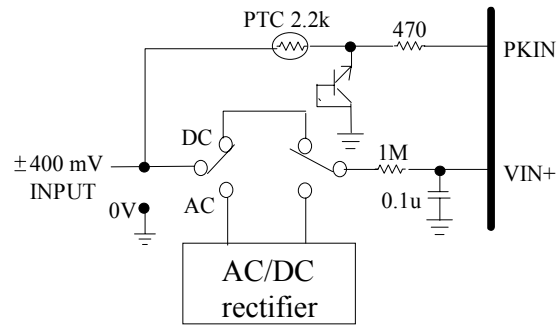 PTC 2.2k
470
PKIN
DC
±400 mV
INPUT
1M
VIN+
0V
AC
0.1u
AC/DC
rectifier